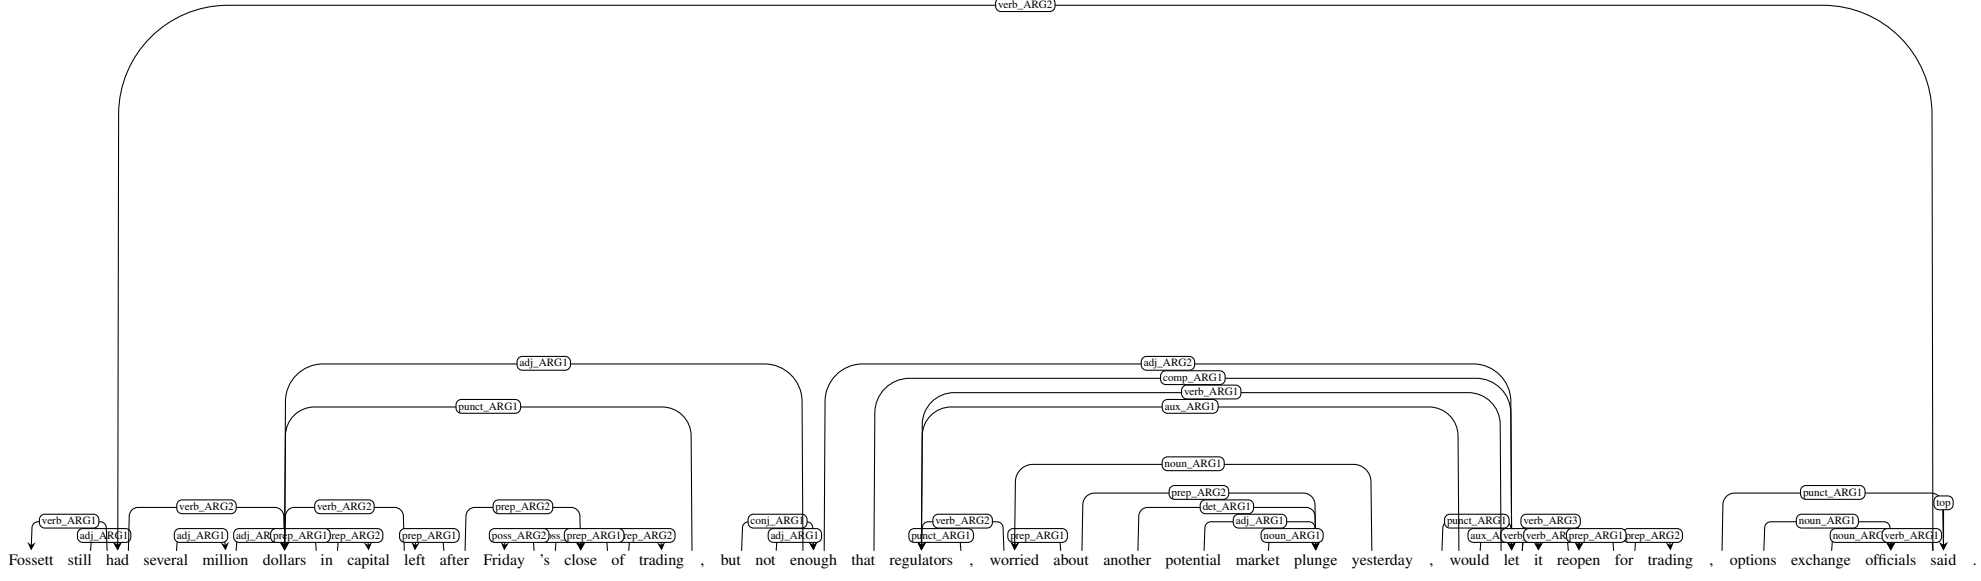 verb_ARG2
adj_ARG1 adj_ARG2
comp_ARG1
verb_ARG1
punct_ARG1 aux_ARG1
noun_ARG1
prep_ARG2 punct_ARG1
verb_ARG2 verb_ARG2 prep_ARG2 det_ARG1 top
verb_ARG1 conj_ARG1 verb_ARG2 adj_ARG1 punct_ARG1 verb_ARG3 noun_ARG1
adj_ARG1 adj_ARG1 prep_ARG1 prep_ARG1 poss_ARG2 prep_ARG1 adj_ARG1 punct_ARG1 prep_ARG1 noun_ARG1 prep_ARG1 prep_ARG2 verb_ARG1
Fossett still had several million dollars in capital left after Friday 's close of trading , but not enough that regulators , worried about another potential market plunge yesterday , would let it reopen for trading , options exchange officials said .